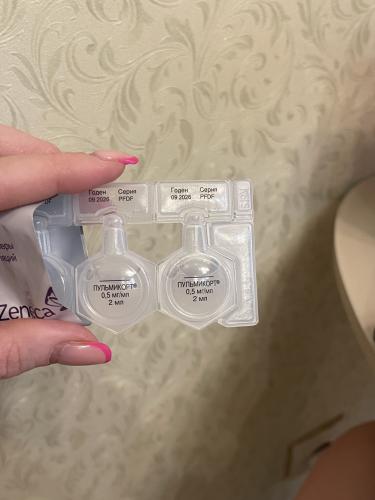 Годен Серия
09 2026 PFDF
Годен Серия
09 2026 PFDF
ПУЛЬМИКОРТ®
0,5 мг/мл
2 мл
ПУЛЬМИКОРТ®
0,5 мг/мл
2 мл
DF
Zeneca